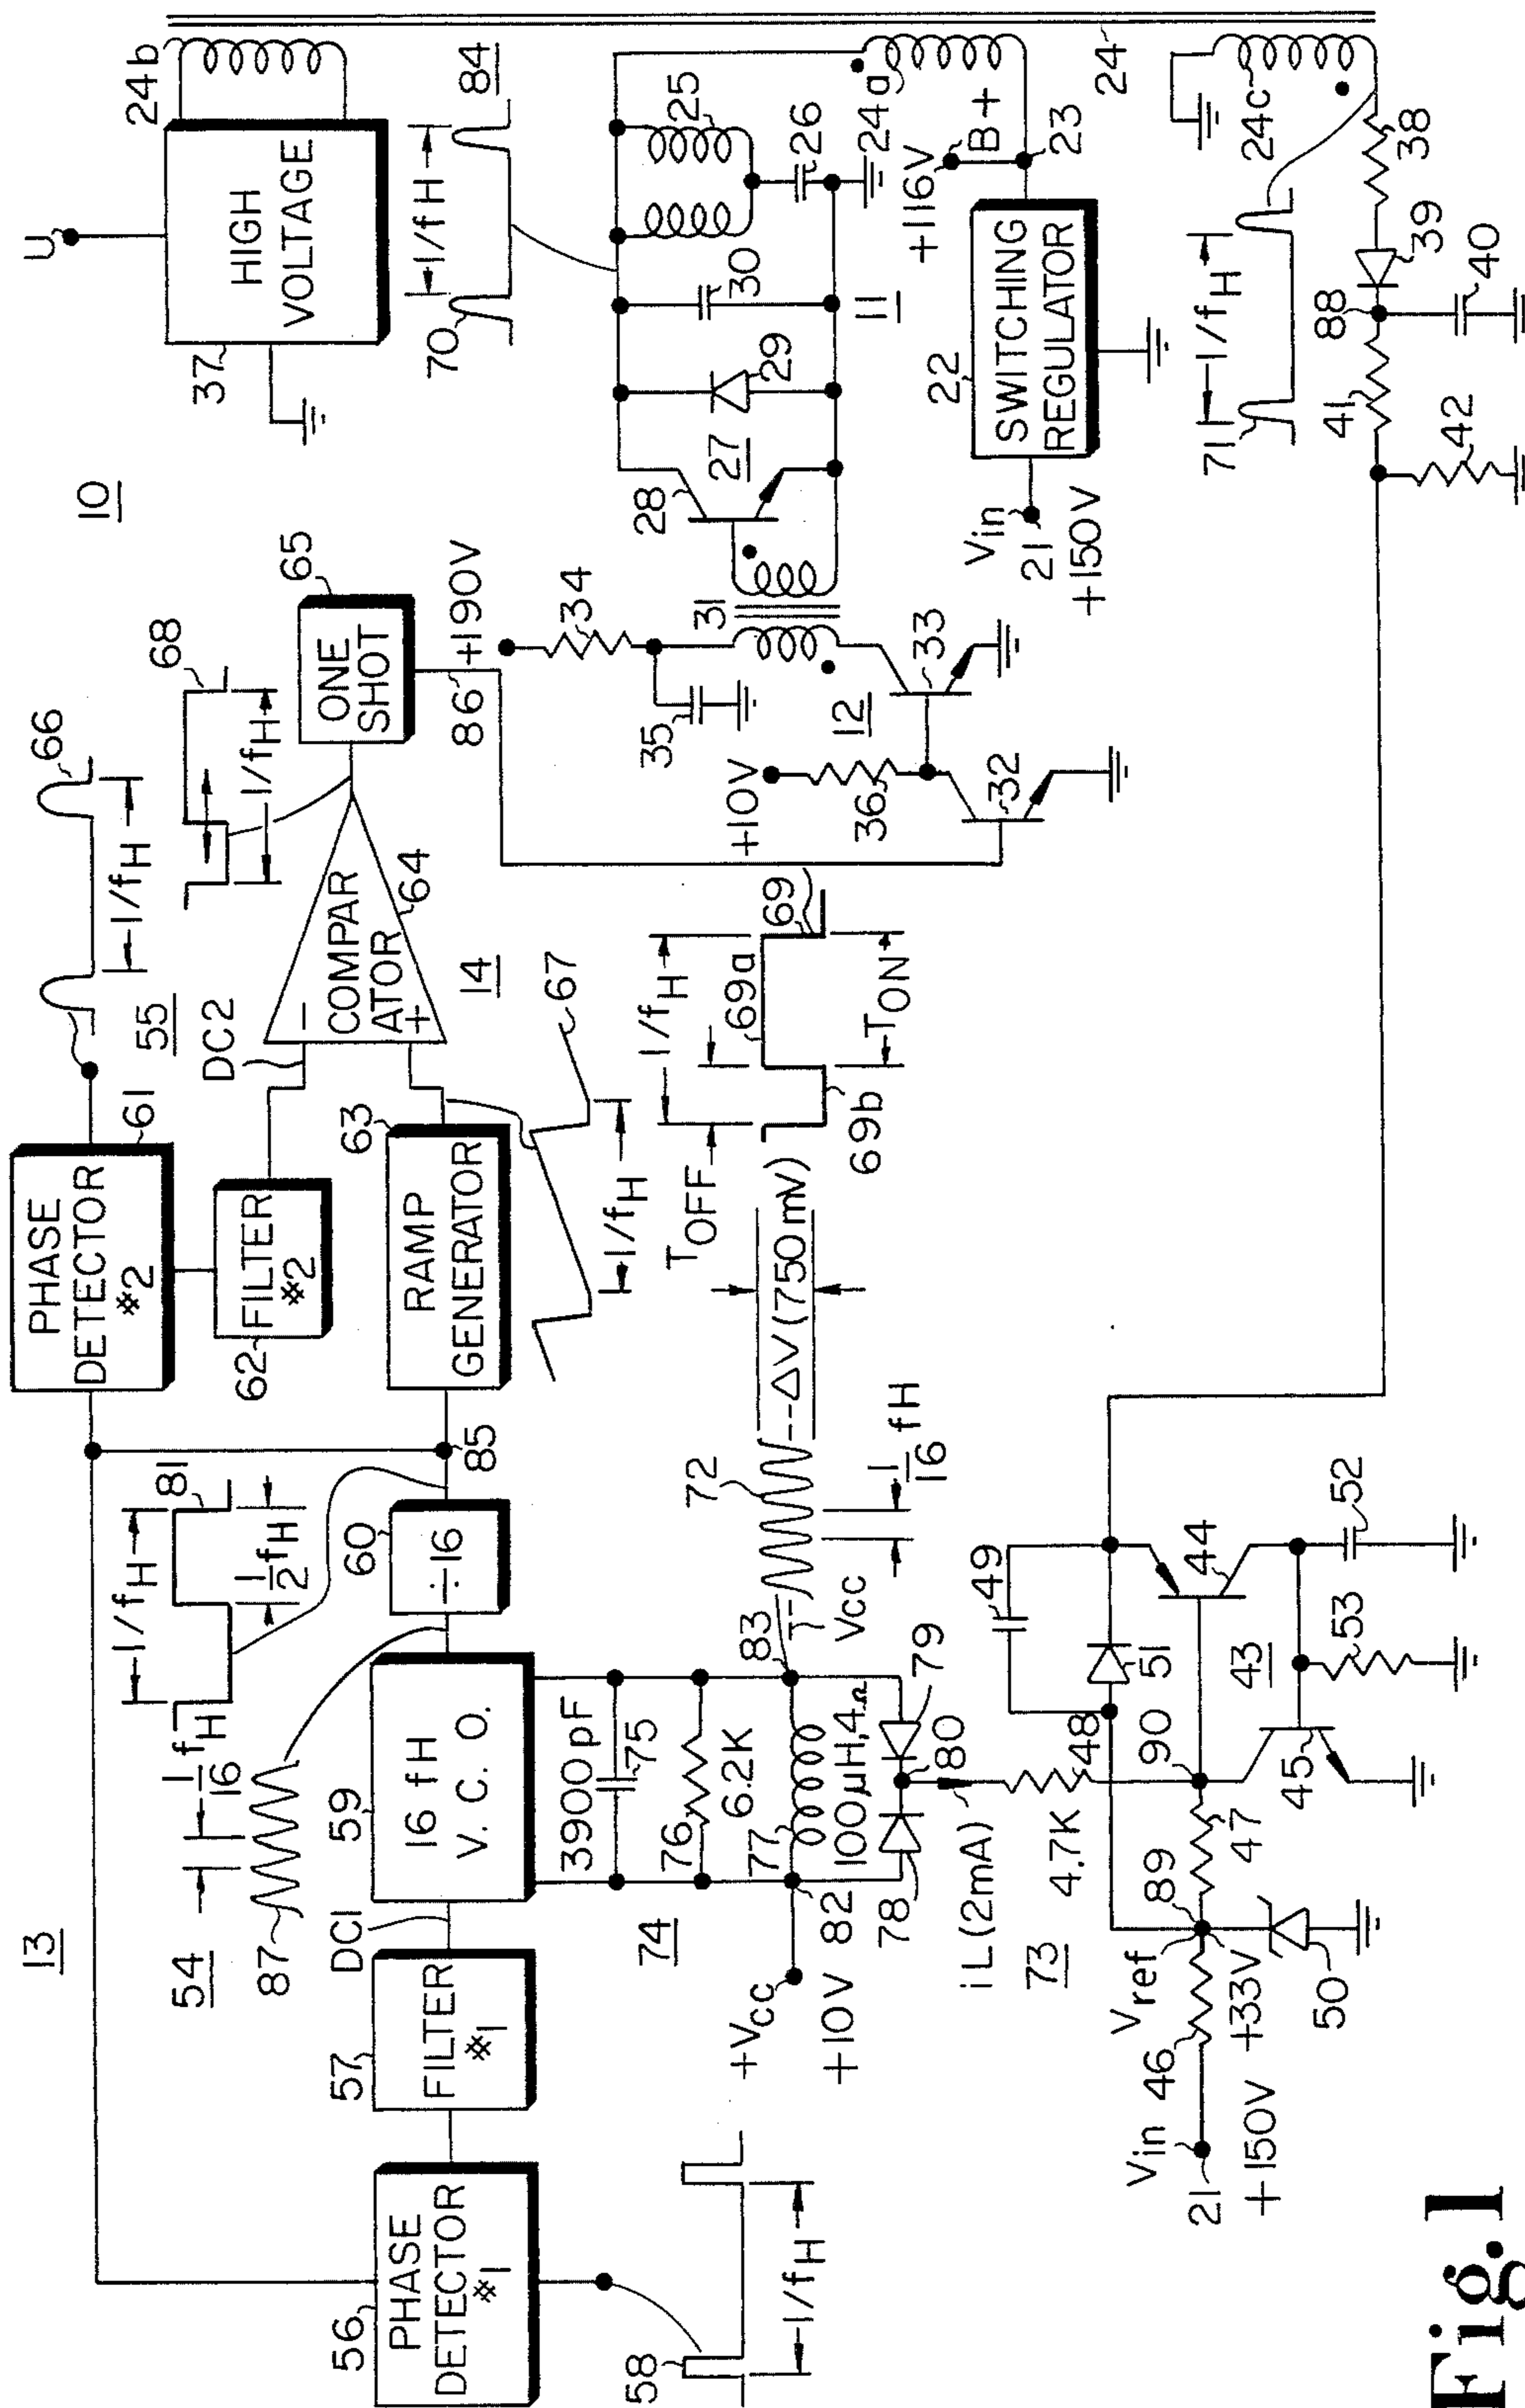 10
13
54
1/fH
81
1/2 fH
1/16 fH
87
PHASE
DETECTOR
#2
61
55
1/fH
66
62
FILTER
#2
DC2
68
1/fH
COMPAR
ATOR
-
+
64
14
65
ONE
SHOT
86
U
37
HIGH
VOLTAGE
24b
70
1/fH
84
56
PHASE
DETECTOR
#1
57
FILTER
#1
DC1
59
16 fH
V. C. O.
60
÷16
85
63
RAMP
GENERATOR
67
1/fH
58
1/fH
3900pF
75
76
6.2K
77
100µH,4Ω
74
+Vcc
+10V
82
83
78
79
80
iL(2mA)
73
4.7K
48
72
ΔV(750mV)
Vcc
1/16 fH
TOFF
1/fH
69a
69
69b
TON
+190V
34
35
31
12
33
+10V
36
32
28
27
29
30
11
25
26
24a
+116V
B+
23
22
SWITCHING
REGULATOR
Vin
21
+150V
24
24c
71
1/fH
38
39
88
40
41
42
Vin
21
+150V
46
Vref
89
+33V
50
47
90
49
51
44
45
43
53
52
Fig.1